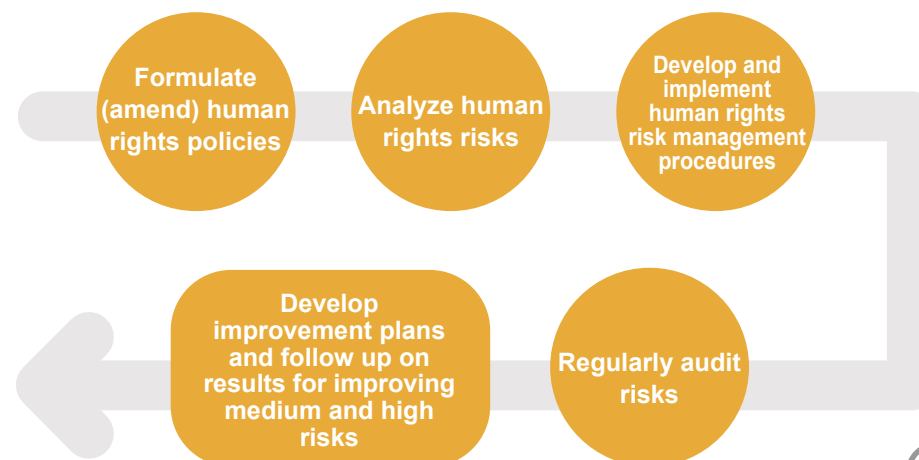 Formulate
(amend) human
rights policies
Analyze human
rights risks
Develop and
implement
human rights
risk management
procedures
Develop
improvement plans
and follow up on
results for improving
medium and high
risks
Regularly audit
risks